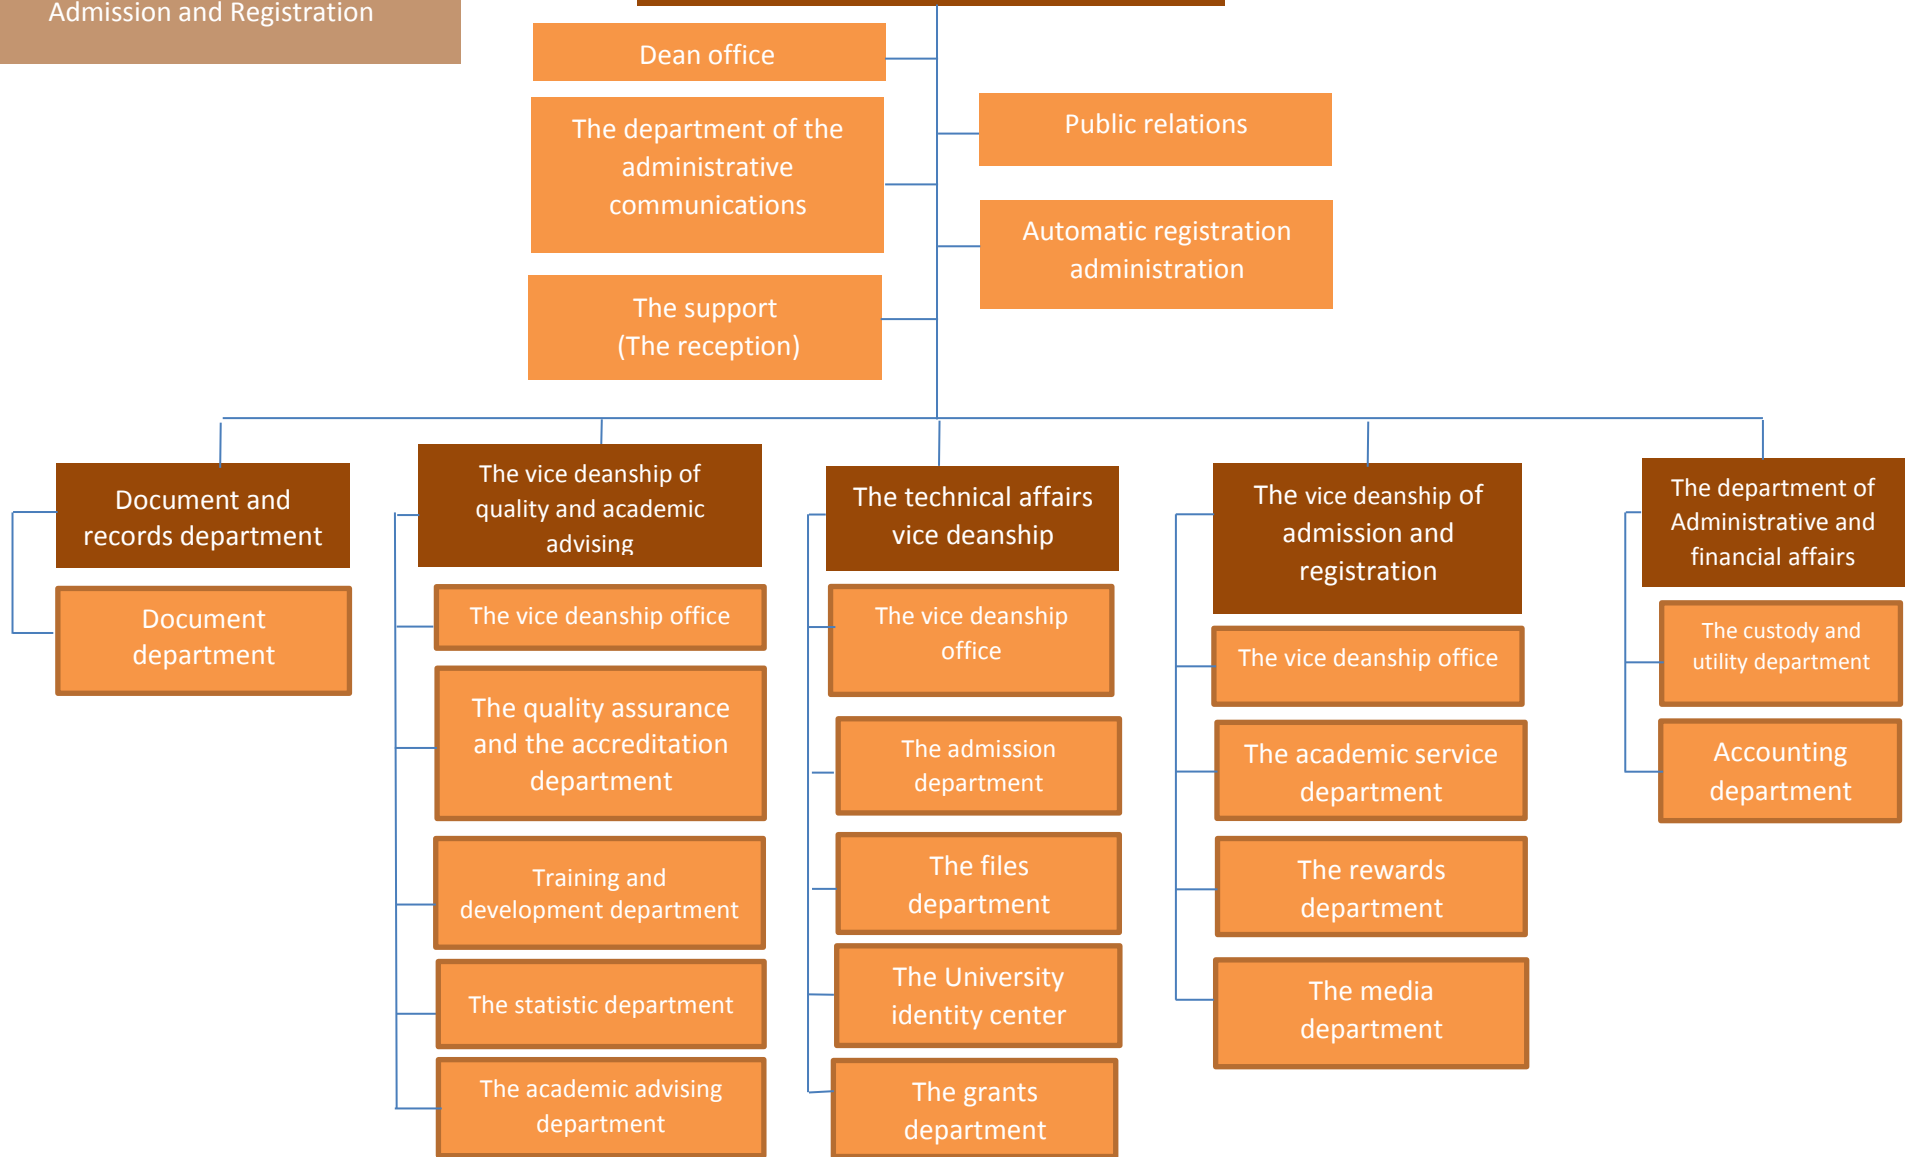 Admission and Registration
Dean office
The department of the
administrative
communications
Public relations
Automatic registration
administration
The support
(The reception)
Document and
records department
Document
department
The vice deanship of
quality and academic
advising
The vice deanship office
The quality assurance
and the accreditation
department
Training and
development department
The statistic department
The academic advising
department
The technical affairs
vice deanship
The vice deanship
office
The admission
department
The files
department
The University
identity center
The grants
department
The vice deanship of
admission and
registration
The vice deanship office
The academic service
department
The rewards
department
The media
department
The department of
Administrative and
financial affairs
The custody and
utility department
Accounting
department